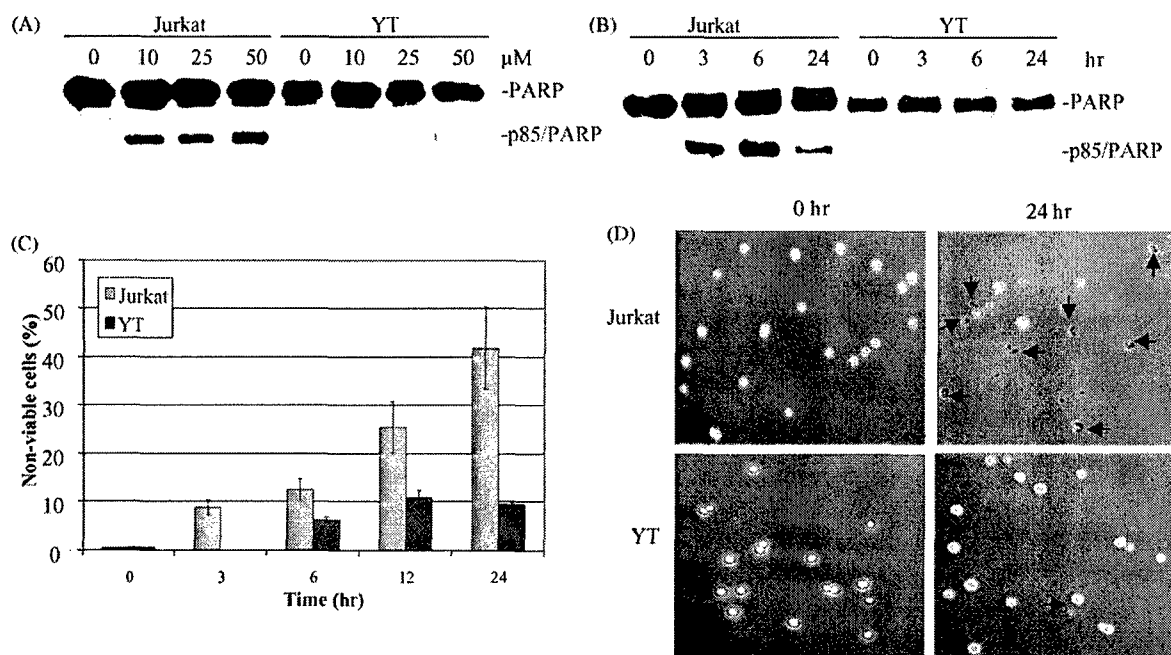 (A)
Jurkat YT
0 10 25 50 0 10 25 50 µM
-PARP
-p85/PARP
(B)
Jurkat YT
0 3 6 24 0 3 6 24 hr
-PARP
-p85/PARP
(C)
60
50
40
30
20
10
0
Non-viable cells (%)
Jurkat
YT
0 3 6 12 24
Time (hr)
(D)
0 hr 24 hr
Jurkat
YT